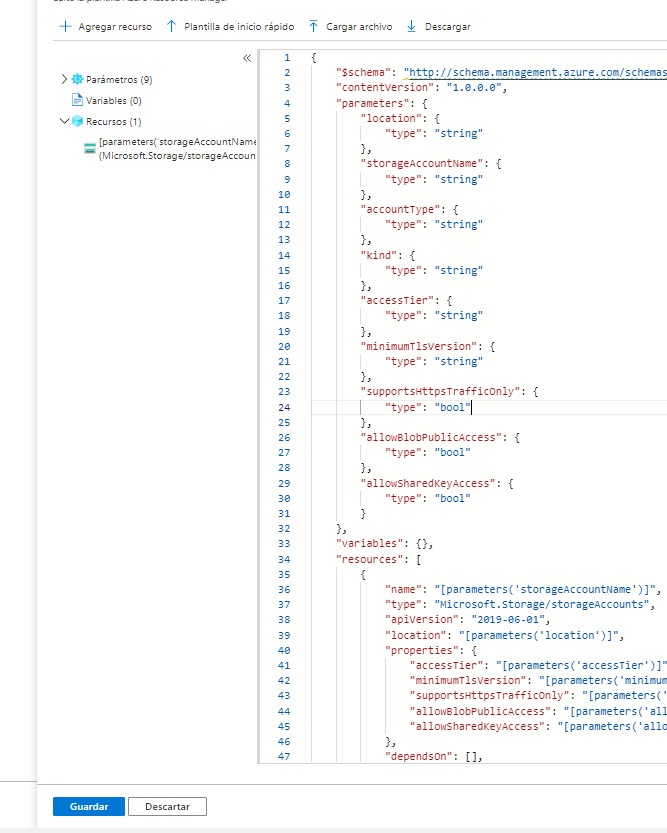 Agregar recurso Plantilla de inicio rápido Cargar archivo Descargar
Parámetros (9)
Variables (0)
Recursos (1)
[parameters('storageAccountName
(Microsoft.Storage/storageAccoun
1 {
2 "$schema": "http://schema.management.azure.com/schemas
3 "contentVersion": "1.0.0.0",
4 "parameters": {
5 "location": {
6 "type": "string"
7 },
8 "storageAccountName": {
9 "type": "string"
10 },
11 "accountType": {
12 "type": "string"
13 },
14 "kind": {
15 "type": "string"
16 },
17 "accessTier": {
18 "type": "string"
19 },
20 "minimumTlsVersion": {
21 "type": "string"
22 },
23 "supportsHttpsTrafficOnly": {
24 "type": "bool"
25 },
26 "allowBlobPublicAccess": {
27 "type": "bool"
28 },
29 "allowSharedKeyAccess": {
30 "type": "bool"
31 }
32 },
33 "variables": {},
34 "resources": [
35 {
36 "name": "[parameters('storageAccountName')]",
37 "type": "Microsoft.Storage/storageAccounts",
38 "apiVersion": "2019-06-01",
39 "location": "[parameters('location')]",
40 "properties": {
41 "accessTier": "[parameters('accessTier')]"
42 "minimumTlsVersion": "[parameters('minimum
43 "supportsHttpsTrafficOnly": "[parameters('
44 "allowBlobPublicAccess": "[parameters('all
45 "allowSharedKeyAccess": "[parameters('allo
46 },
47 "dependsOn": [],
Guardar Descartar